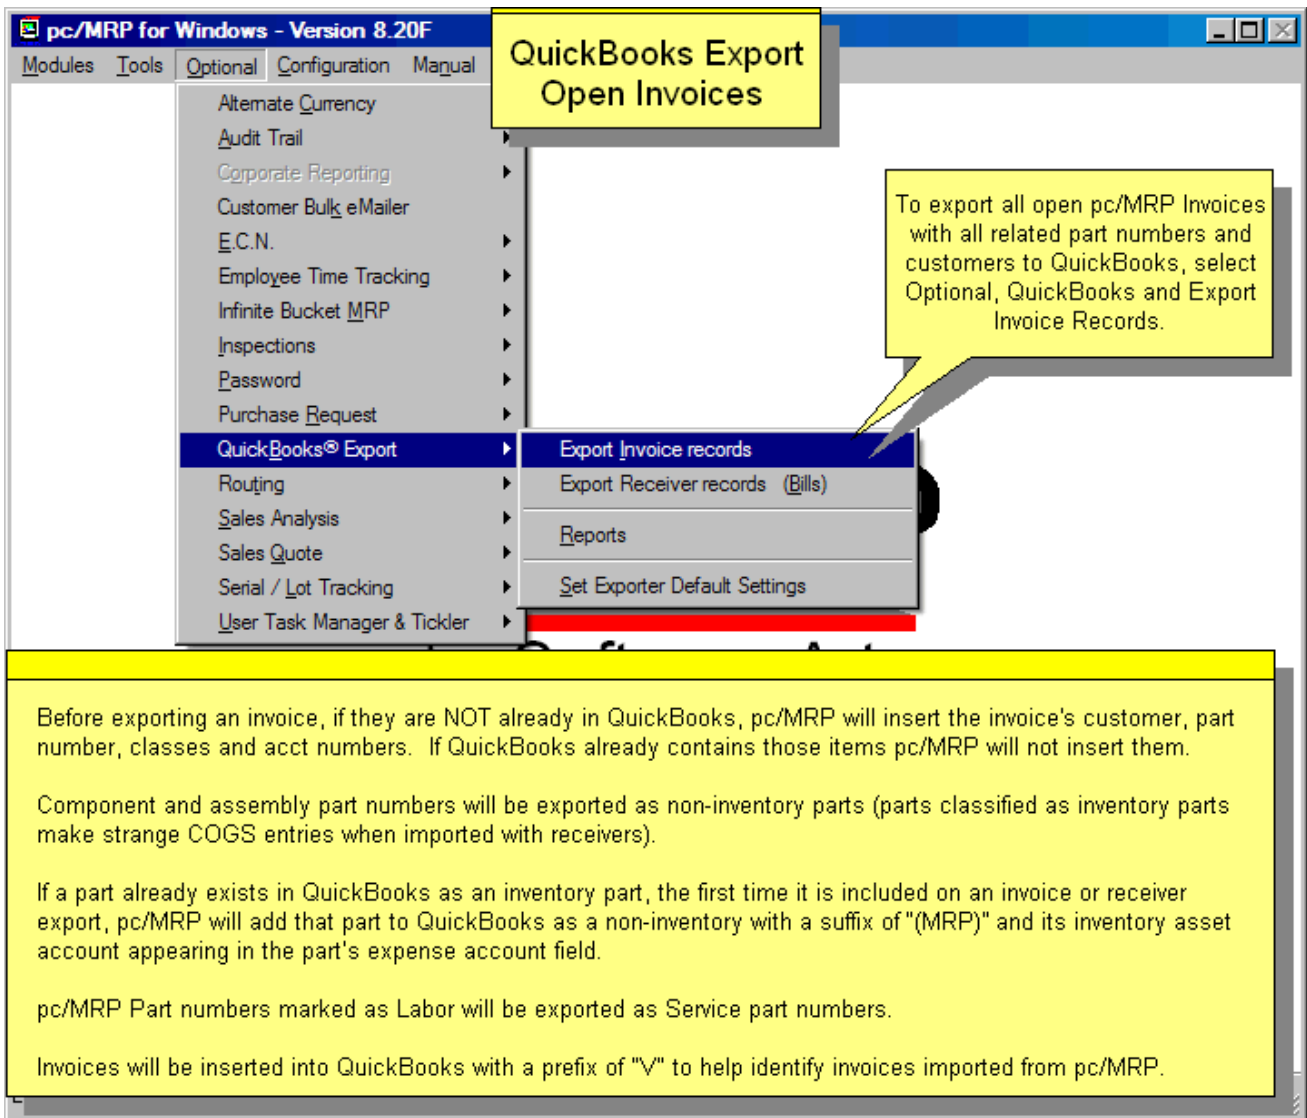 pc/MRP for Windows - Version 8.20F
QuickBooks Export
Open Invoices
Modules Tools Optional Configuration Manual
Alternate Currency
Audit Trail
Corporate Reporting
Customer Bulk eMailer
E.C.N.
Employee Time Tracking
Infinite Bucket MRP
Inspections
Password
Purchase Request
QuickBooks® Export
Routing
Sales Analysis
Sales Quote
Serial / Lot Tracking
User Task Manager & Tickler
To export all open pc/MRP Invoices
with all related part numbers and
customers to QuickBooks, select
Optional, QuickBooks and Export
Invoice Records.
Export Invoice records
Export Receiver records (Bills)
Reports
Set Exporter Default Settings
Before exporting an invoice, if they are NOT already in QuickBooks, pc/MRP will insert the invoice's customer, part
number, classes and acct numbers. If QuickBooks already contains those items pc/MRP will not insert them.
Component and assembly part numbers will be exported as non-inventory parts (parts classified as inventory parts
make strange COGS entries when imported with receivers).
If a part already exists in QuickBooks as an inventory part, the first time it is included on an invoice or receiver
export, pc/MRP will add that part to QuickBooks as a non-inventory with a suffix of "(MRP)" and its inventory asset
account appearing in the part's expense account field.
pc/MRP Part numbers marked as Labor will be exported as Service part numbers.
Invoices will be inserted into QuickBooks with a prefix of "V" to help identify invoices imported from pc/MRP.